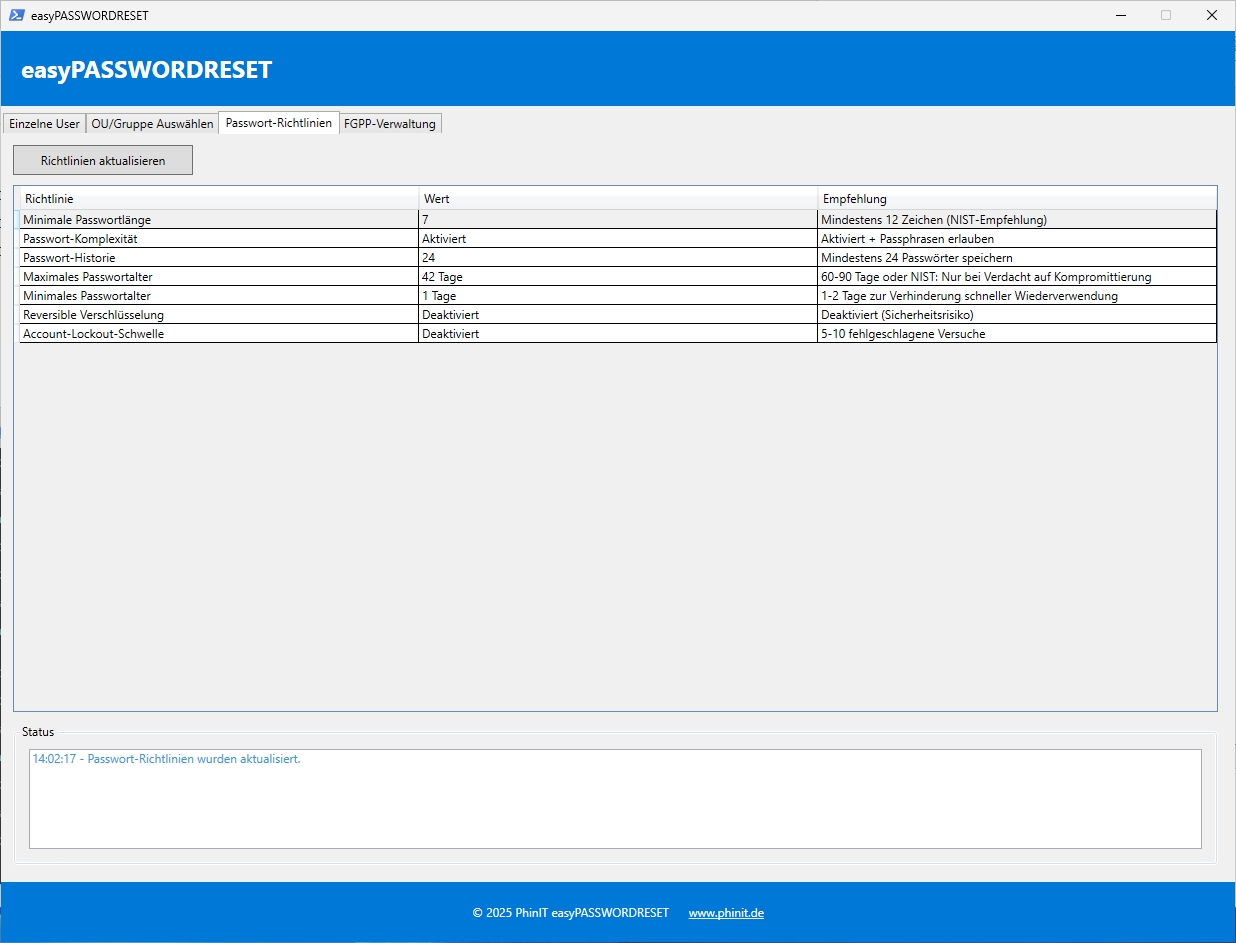 easyPASSWORDRESET
easyPASSWORDRESET
Einzelne User OU/Gruppe Auswählen Passwort-Richtlinien FGPP-Verwaltung
Richtlinien aktualisieren
Richtlinie Wert Empfehlung
Minimale Passwortlänge 7 Mindestens 12 Zeichen (NIST-Empfehlung)
Passwort-Komplexität Aktiviert Aktiviert + Passphrasen erlauben
Passwort-Historie 24 Mindestens 24 Passwörter speichern
Maximales Passwortalter 42 Tage 60-90 Tage oder NIST: Nur bei Verdacht auf Kompromittierung
Minimales Passwortalter 1 Tage 1-2 Tage zur Verhinderung schneller Wiederverwendung
Reversible Verschlüsselung Deaktiviert Deaktiviert (Sicherheitsrisiko)
Account-Lockout-Schwelle Deaktiviert 5-10 fehlgeschlagene Versuche
Status
14:02:17 - Passwort-Richtlinien wurden aktualisiert.
© 2025 PhinIT easyPASSWORDRESET www.phinit.de